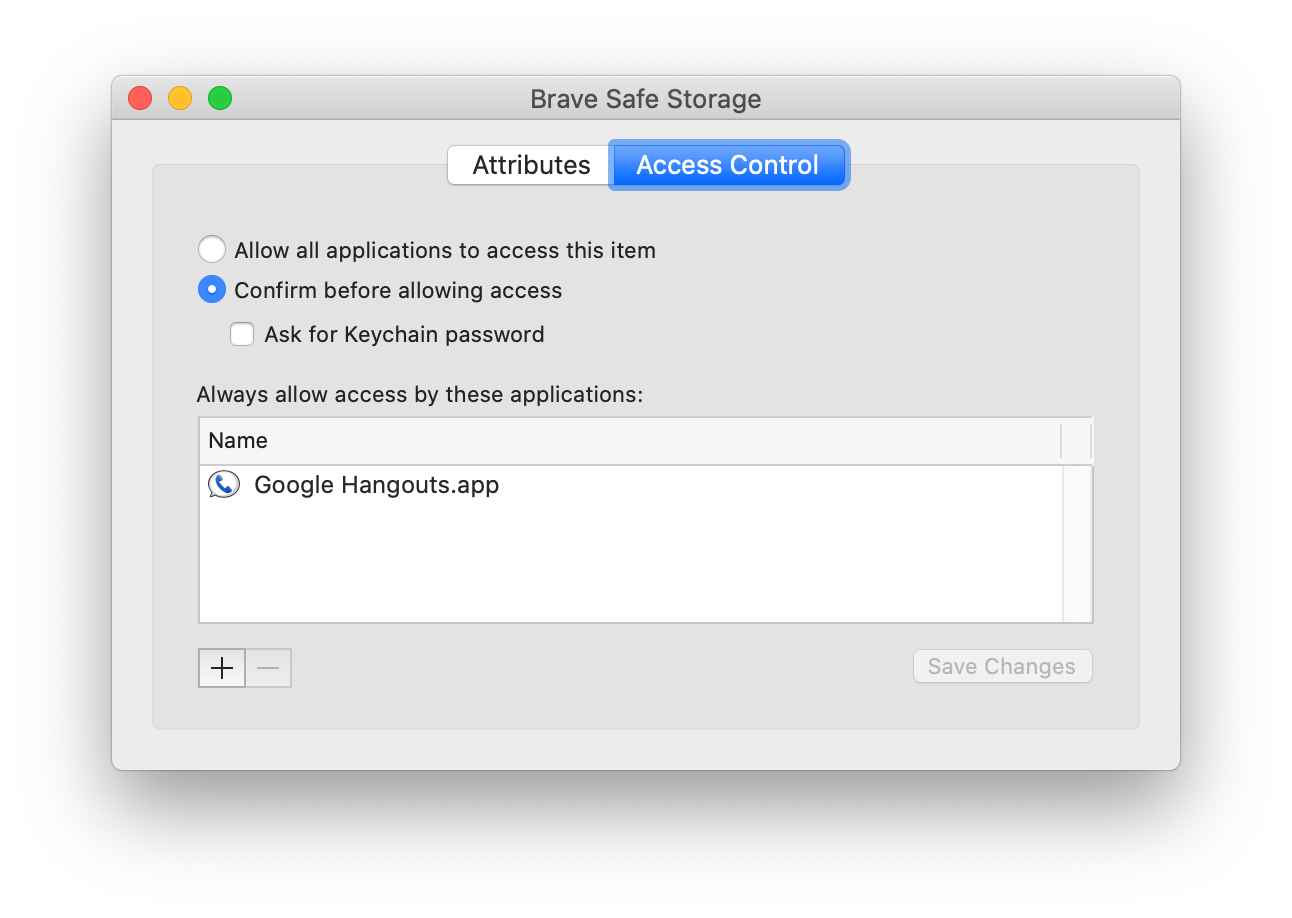 Brave Safe Storage
Attributes Access Control
Allow all applications to access this item
Confirm before allowing access
Ask for Keychain password
Always allow access by these applications:
Name
Google Hangouts.app
Save Changes